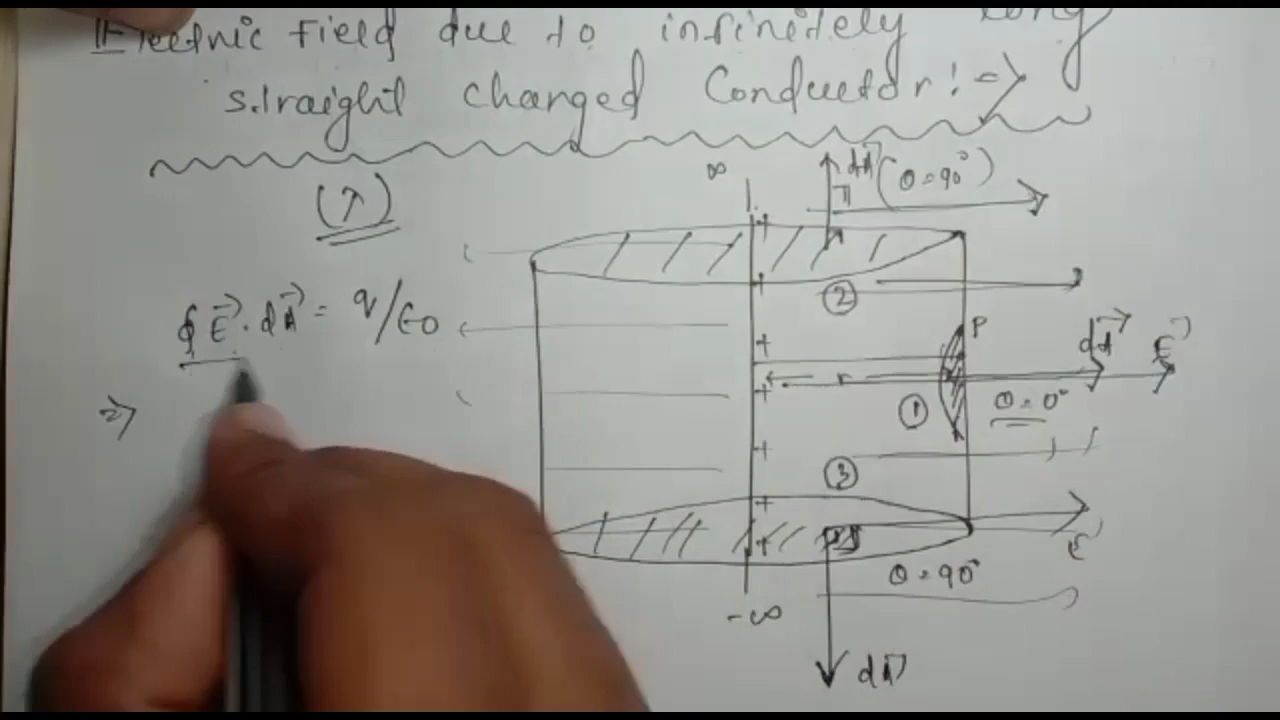 Electric Field due to infinitely long
straight charged Conductor!=>
(λ)
∮E⃗·dA⃗ = q/ε0
=>
∞
dA⃗ (θ=90°)
②
P
dA⃗ E⃗
r
① θ=0°
③
E⃗
θ=90°
-∞
dA⃗